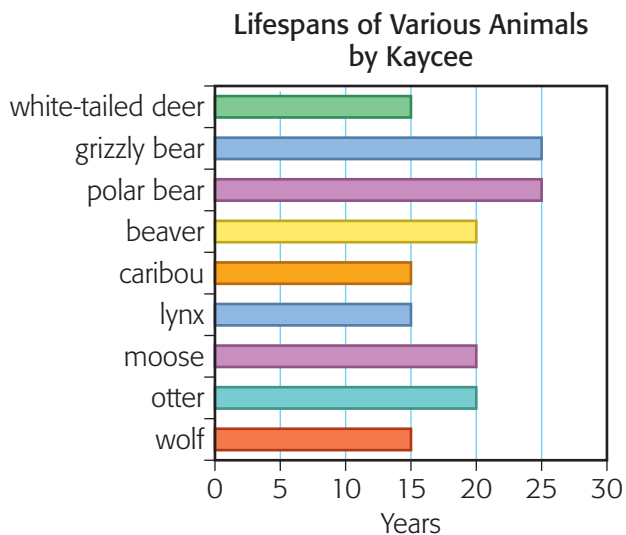 Lifespans of Various Animals
by Kaycee
white-tailed deer
grizzly bear
polar bear
beaver
caribou
lynx
moose
otter
wolf
0 5 10 15 20 25 30
Years